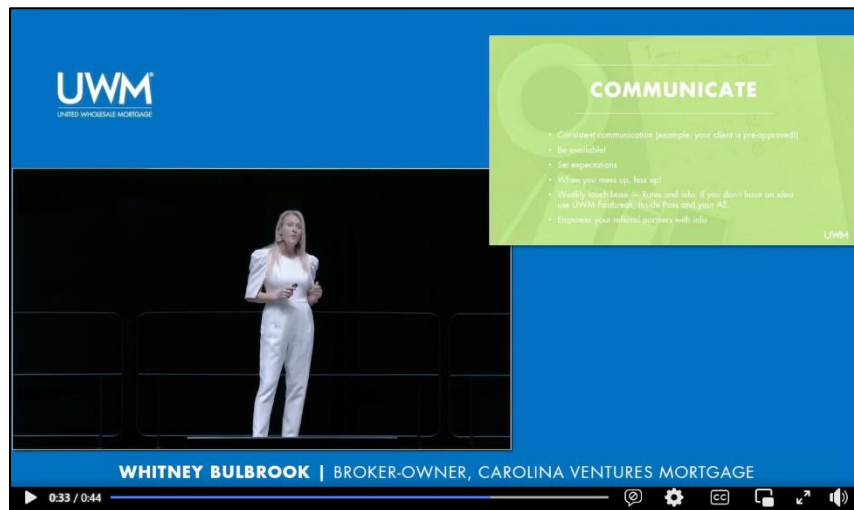 UWM
UNITED WHOLESALE MORTGAGE
COMMUNICATE
• Consistent communication (example: your client is pre-approved!)
• Be available!
• Set expectations
• When you mess up, fess up!
• Weekly touch base — Rates and info. If you don't have an idea
use UWM Fastbreak, Inside Pass and your AE.
• Empower your referral partners with info
UWM
WHITNEY BULBROOK | BROKER-OWNER, CAROLINA VENTURES MORTGAGE
0:33 / 0:44
CC